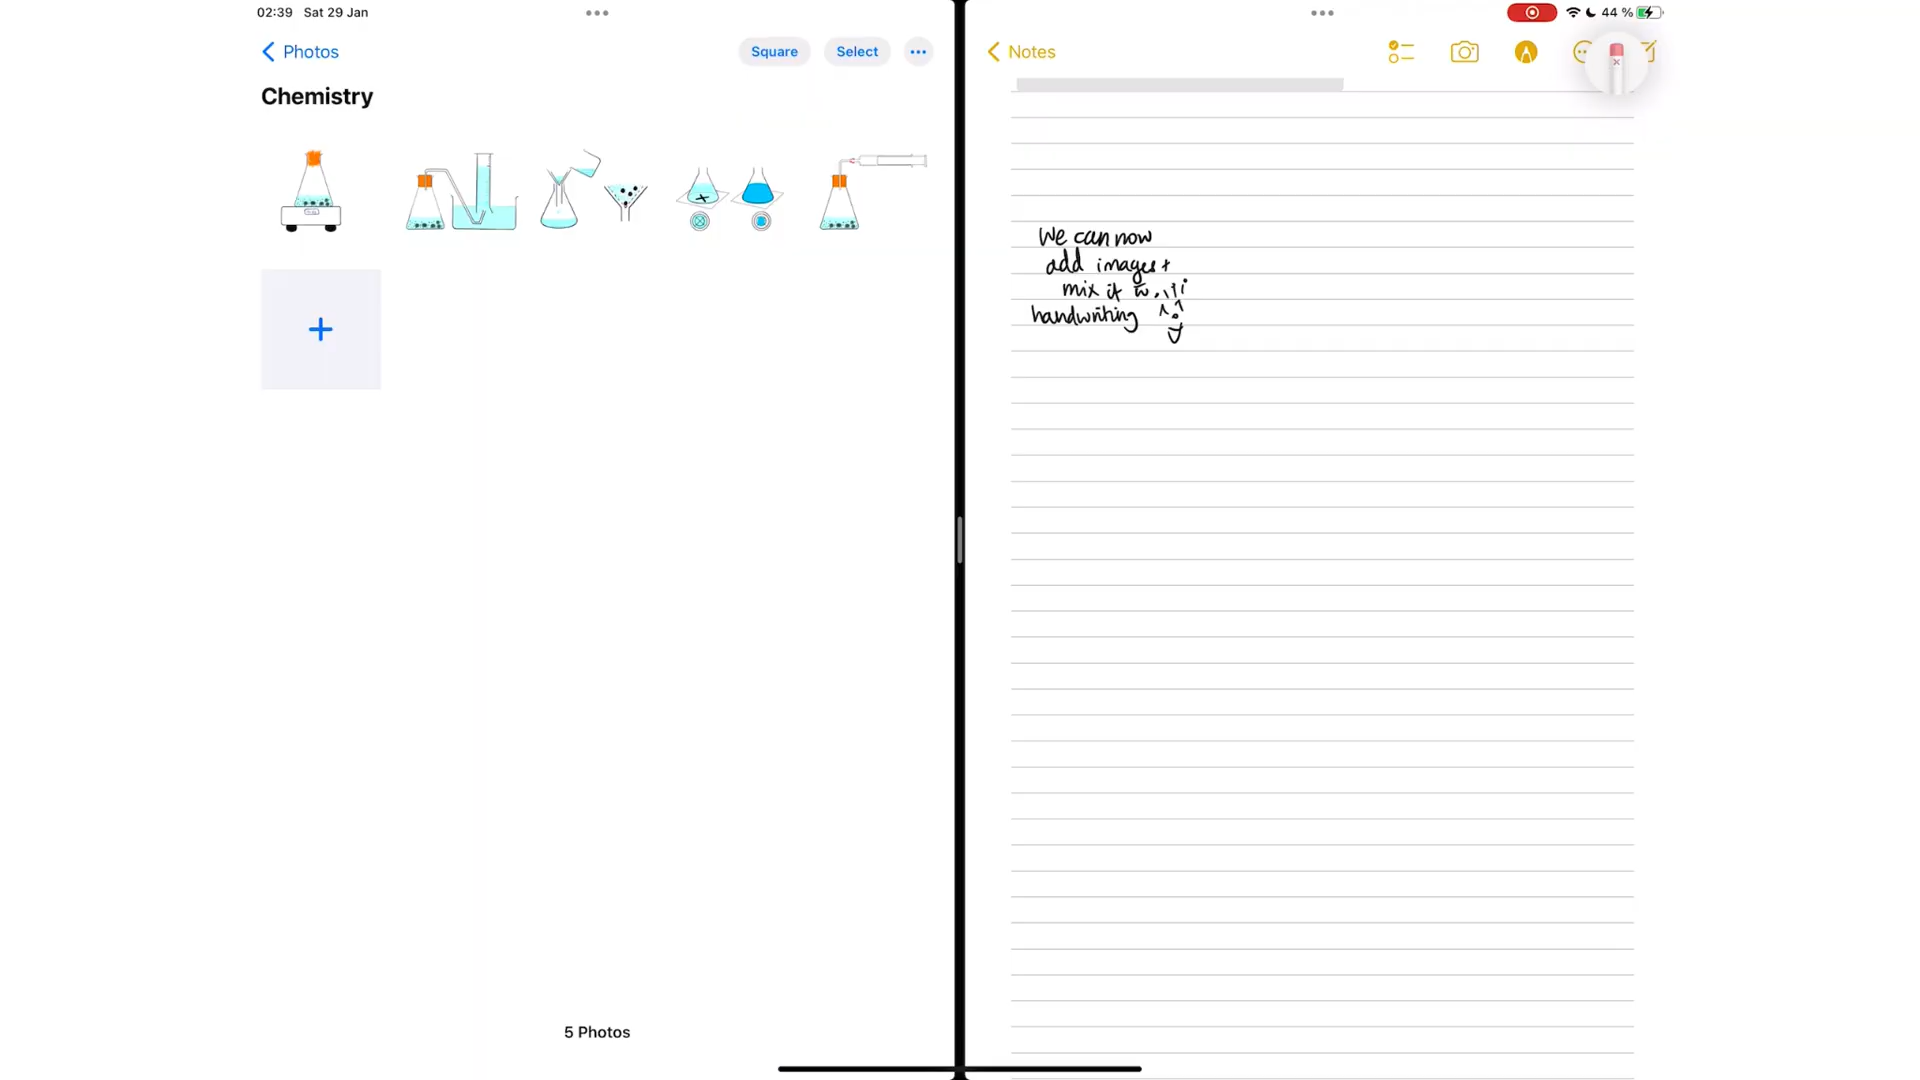 02:39 Sat 29 Jan
44 %
Photos
Square
Select
Notes
Chemistry
We can now
add images +
mix it
handwriting
5 Photos